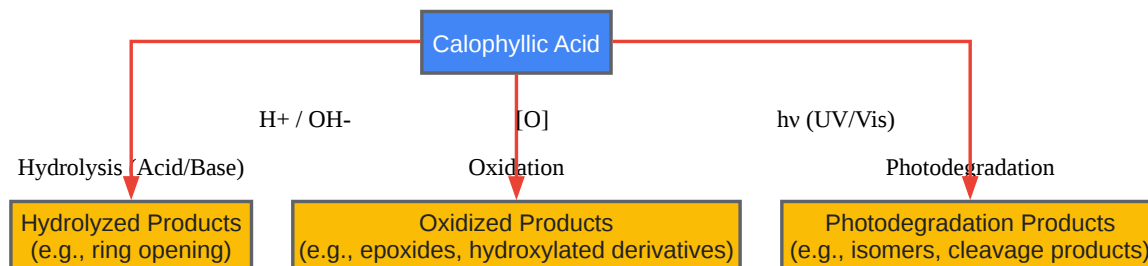 Calophyllic Acid
H+ / OH-
[O]
hν (UV/Vis)
Hydrolysis (Acid/Base)
Oxidation
Photodegradation
Hydrolyzed Products
(e.g., ring opening)
Oxidized Products
(e.g., epoxides, hydroxylated derivatives)
Photodegradation Products
(e.g., isomers, cleavage products)